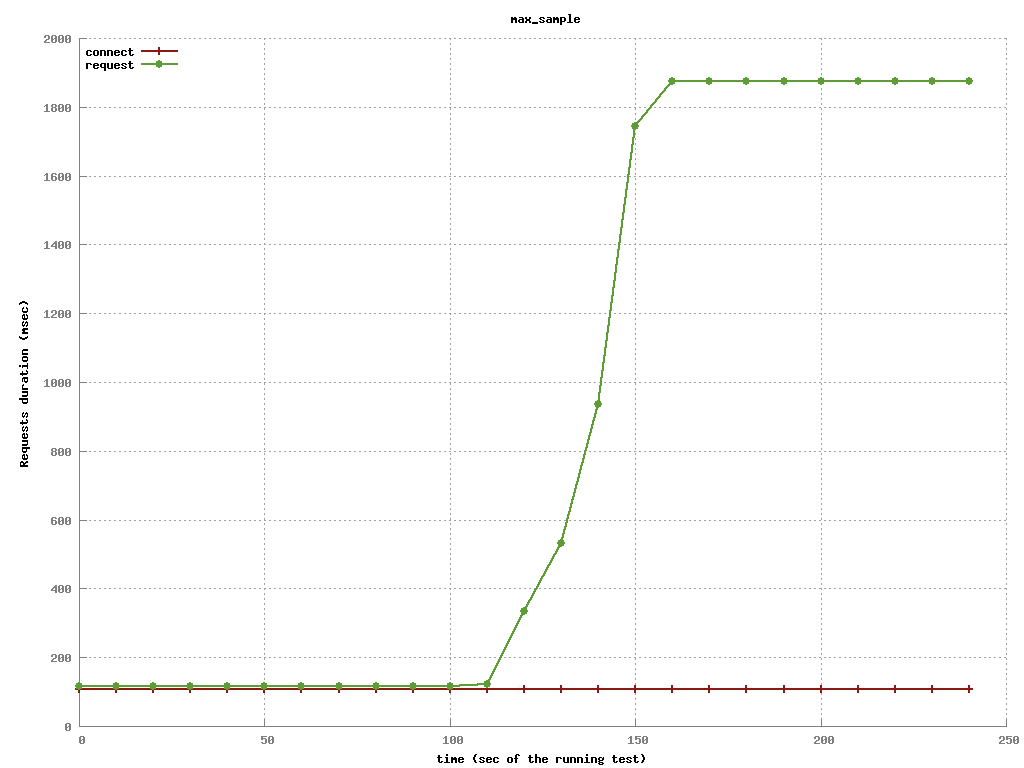 max_sample
connect
request
2000
1800
1600
1400
1200
1000
800
600
400
200
0
Requests duration (msec)
0 50 100 150 200 250
time (sec of the running test)